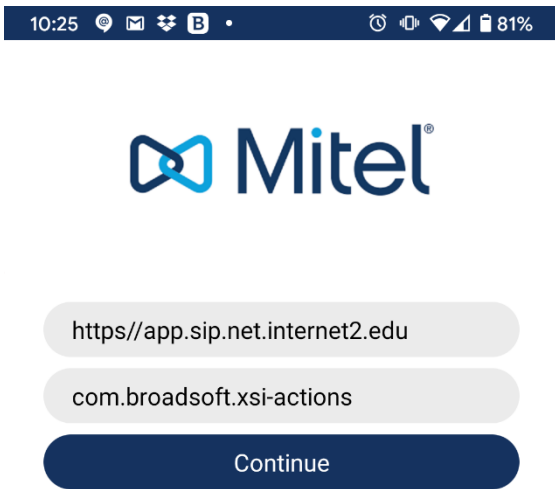 10:25 B 81%
Mitel®
https//app.sip.net.internet2.edu
com.broadsoft.xsi-actions
Continue